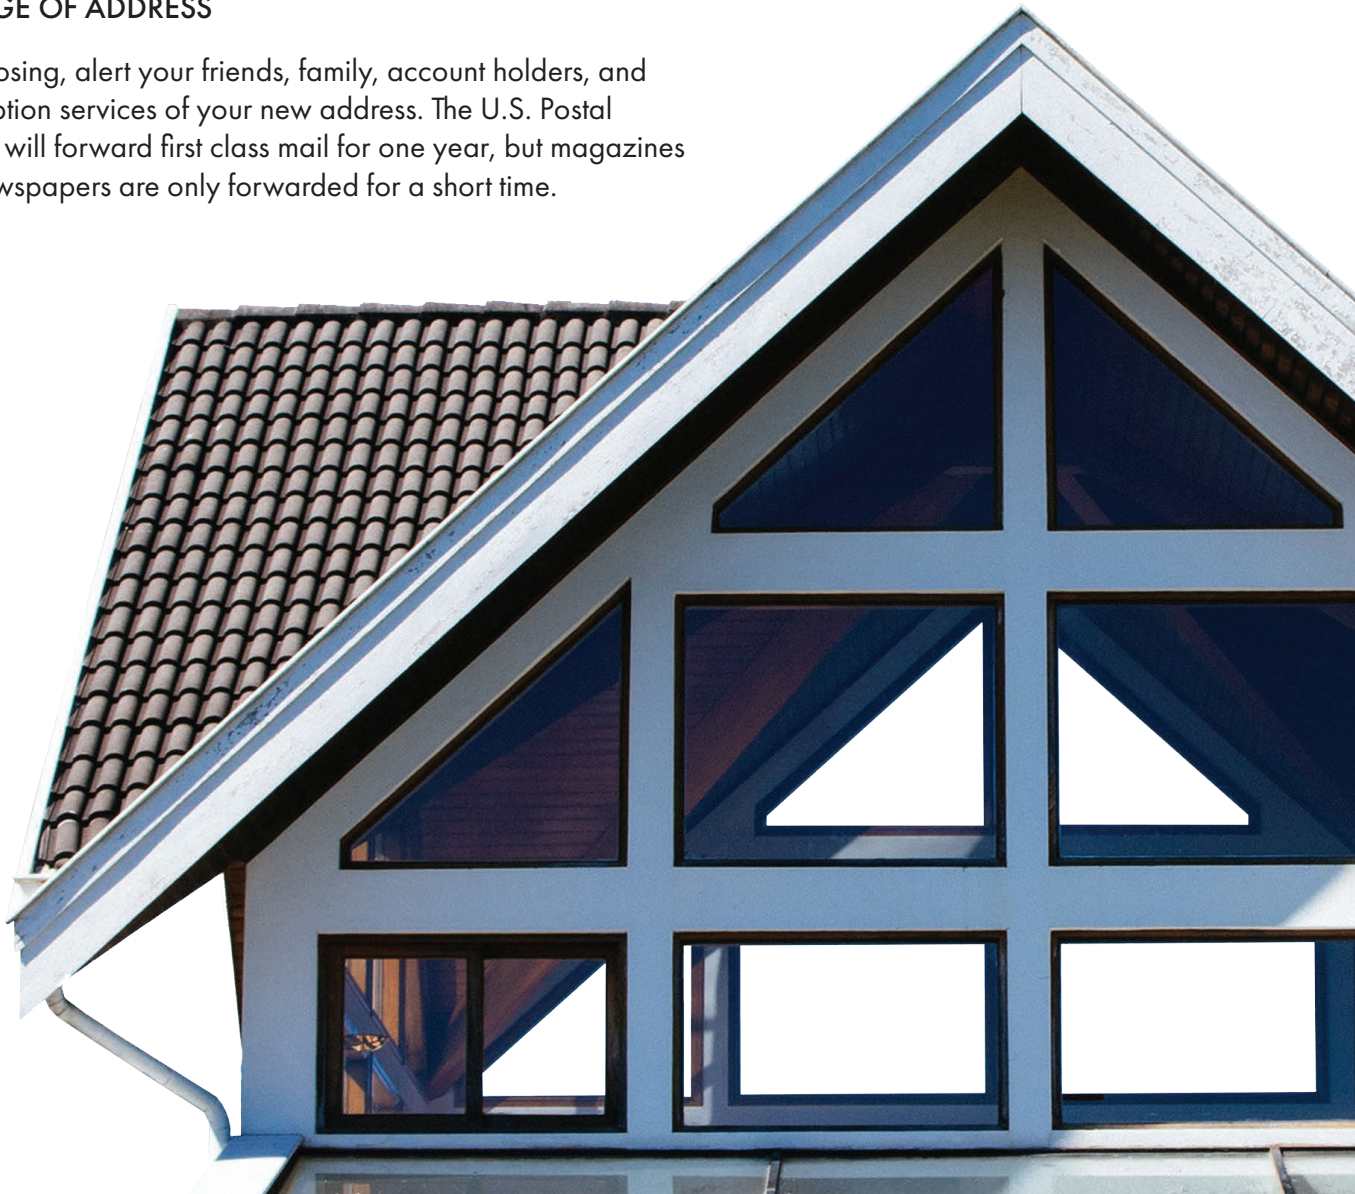 GE OF ADDRESS
osing, alert your friends, family, account holders, and
ption services of your new address. The U.S. Postal
will forward first class mail for one year, but magazines
wspapers are only forwarded for a short time.